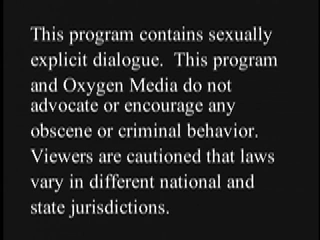 This program contains sexually
explicit dialogue.  This program
and Oxygen Media do not
advocate or encourage any
obscene or criminal behavior.
Viewers are cautioned that laws
vary in different national and
state jurisdictions.